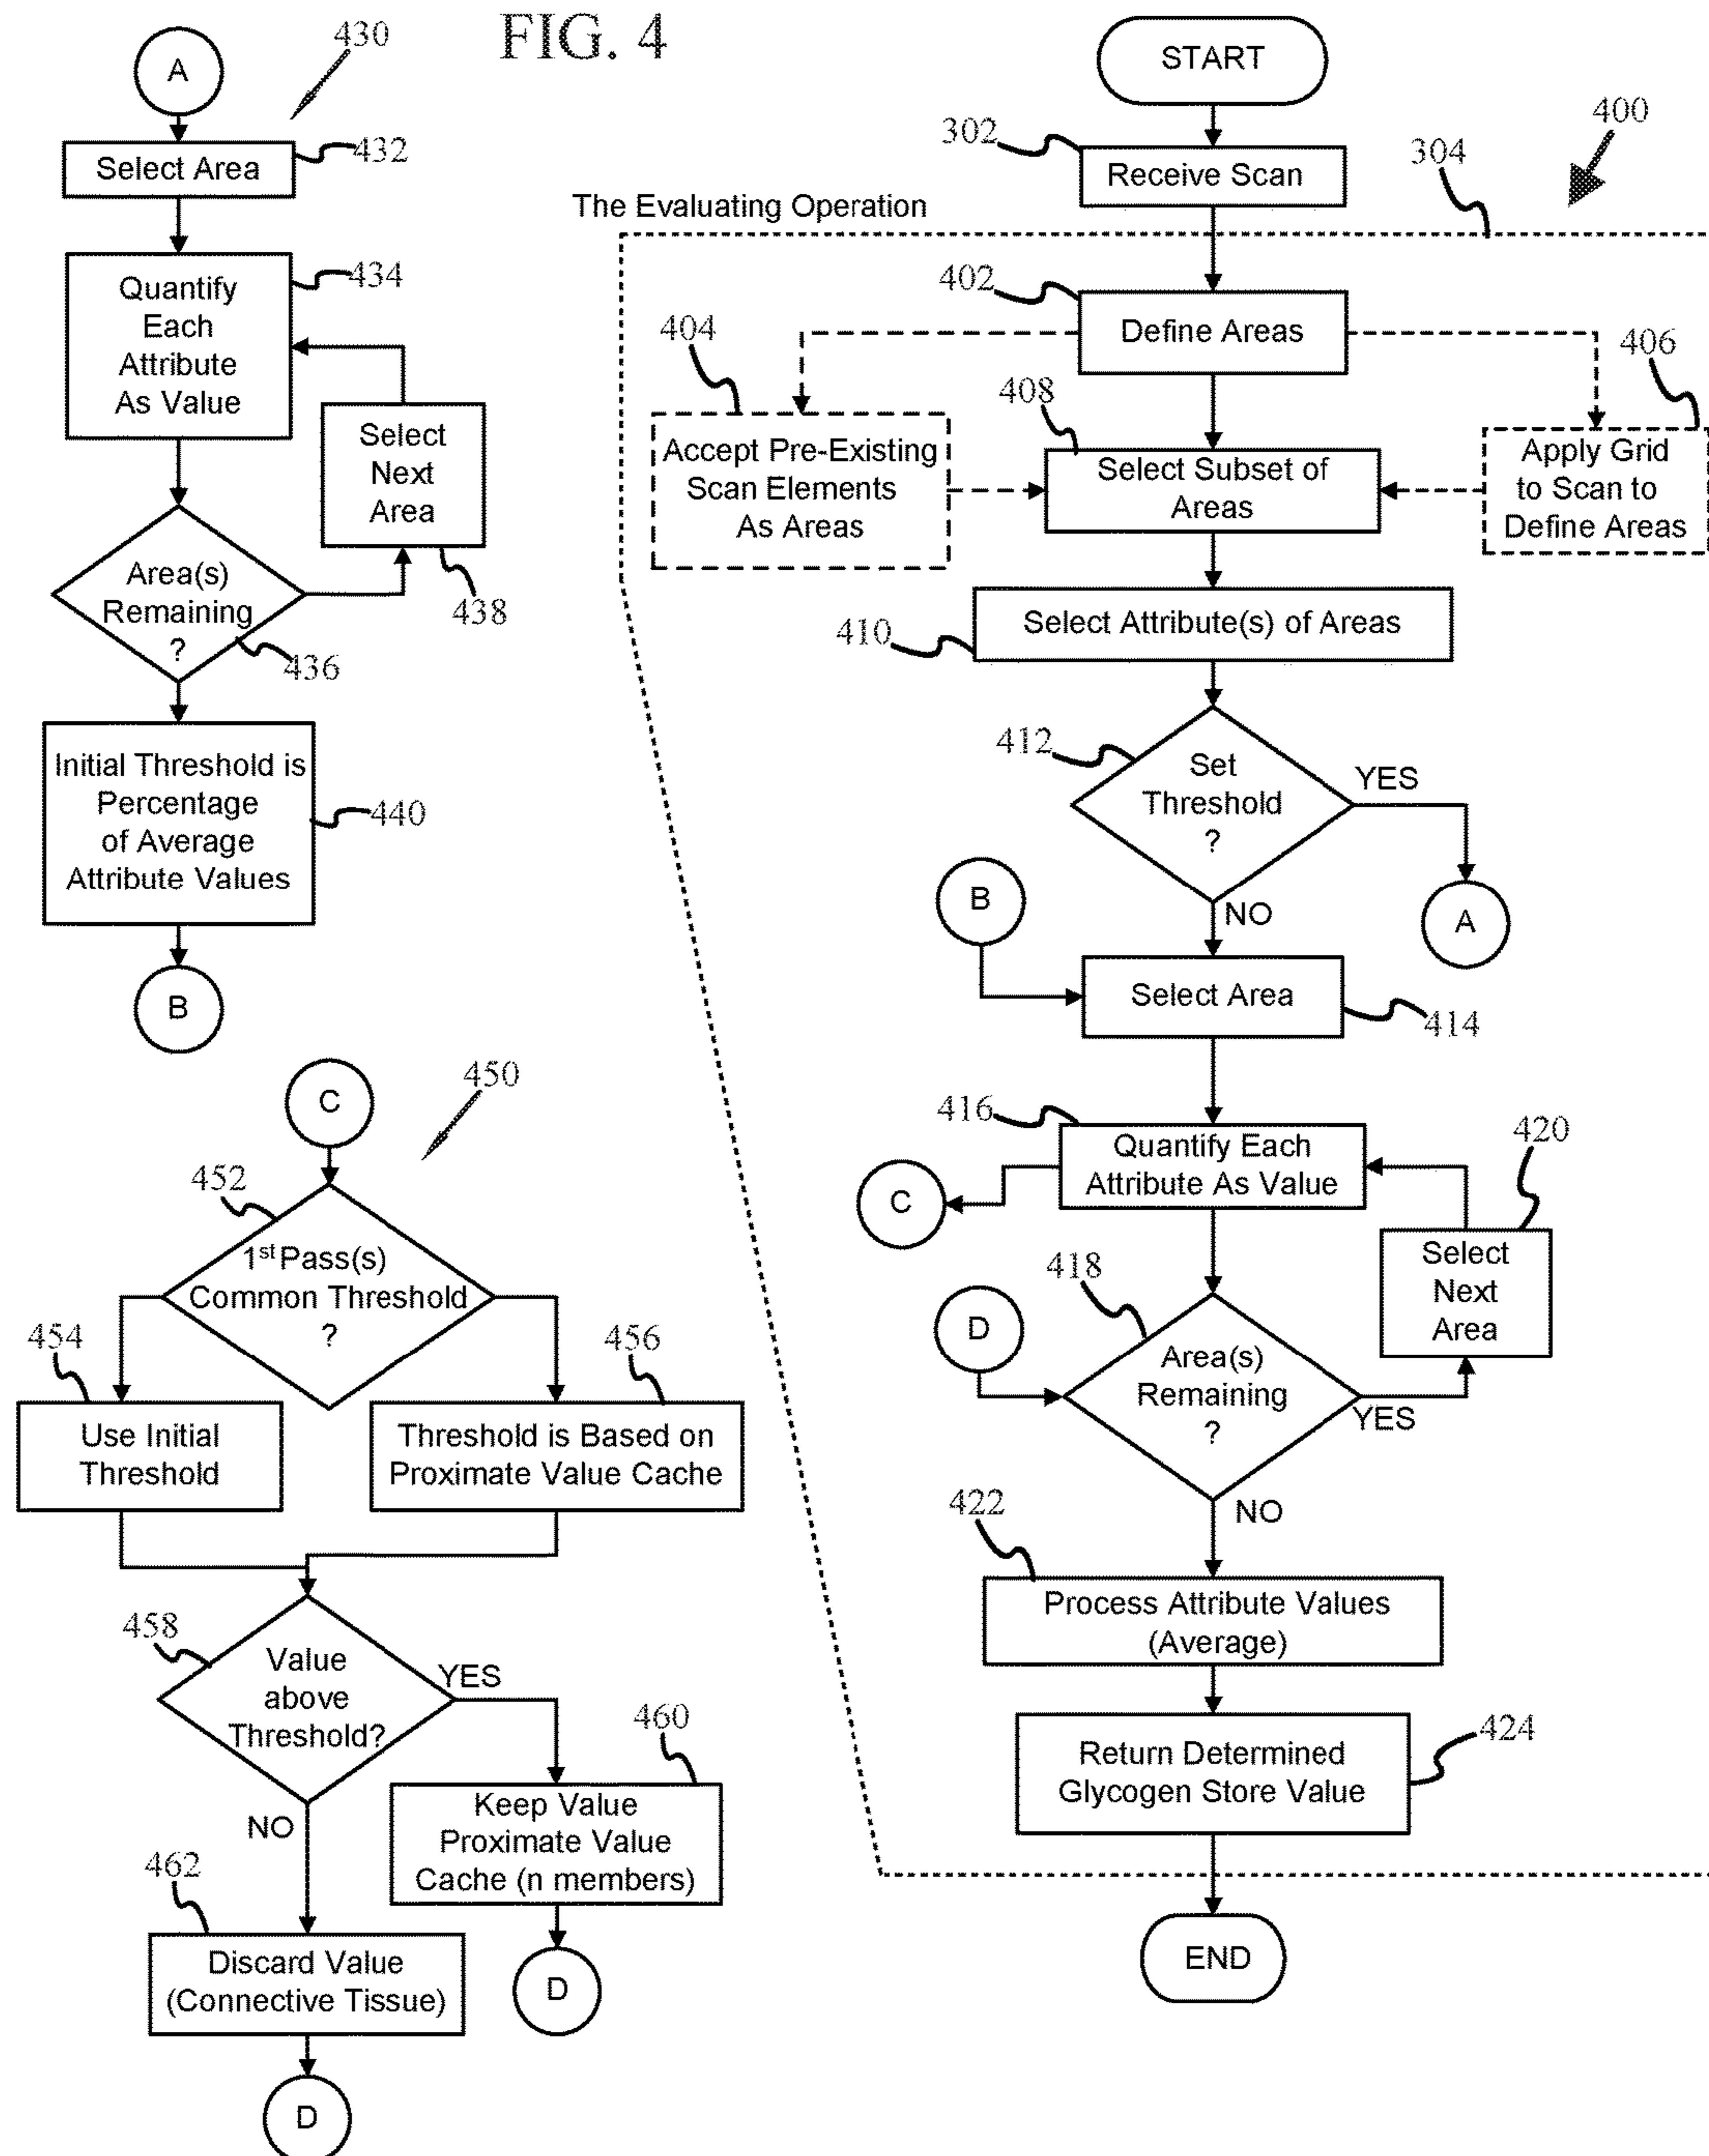 FIG. 4
A
430
Select Area
432
Quantify
Each
Attribute
As Value
434
Select
Next
Area
438
Area(s)
Remaining
?
436
Initial Threshold is
Percentage
of Average
Attribute Values
440
B
C
450
452
1st Pass(s)
Common Threshold
?
454
Use Initial
Threshold
456
Threshold is Based on
Proximate Value Cache
458
Value
above
Threshold?
YES
NO
460
Keep Value
Proximate Value
Cache (n members)
D
462
Discard Value
(Connective Tissue)
D
START
400
302
Receive Scan
304
The Evaluating Operation
402
Define Areas
404
Accept Pre-Existing
Scan Elements
As Areas
406
Apply Grid
to Scan to
Define Areas
408
Select Subset of
Areas
410
Select Attribute(s) of Areas
412
Set
Threshold
?
YES
A
NO
B
Select Area
414
416
Quantify Each
Attribute As Value
C
420
Select
Next
Area
418
D
Area(s)
Remaining
?
YES
NO
422
Process Attribute Values
(Average)
Return Determined
Glycogen Store Value
424
END